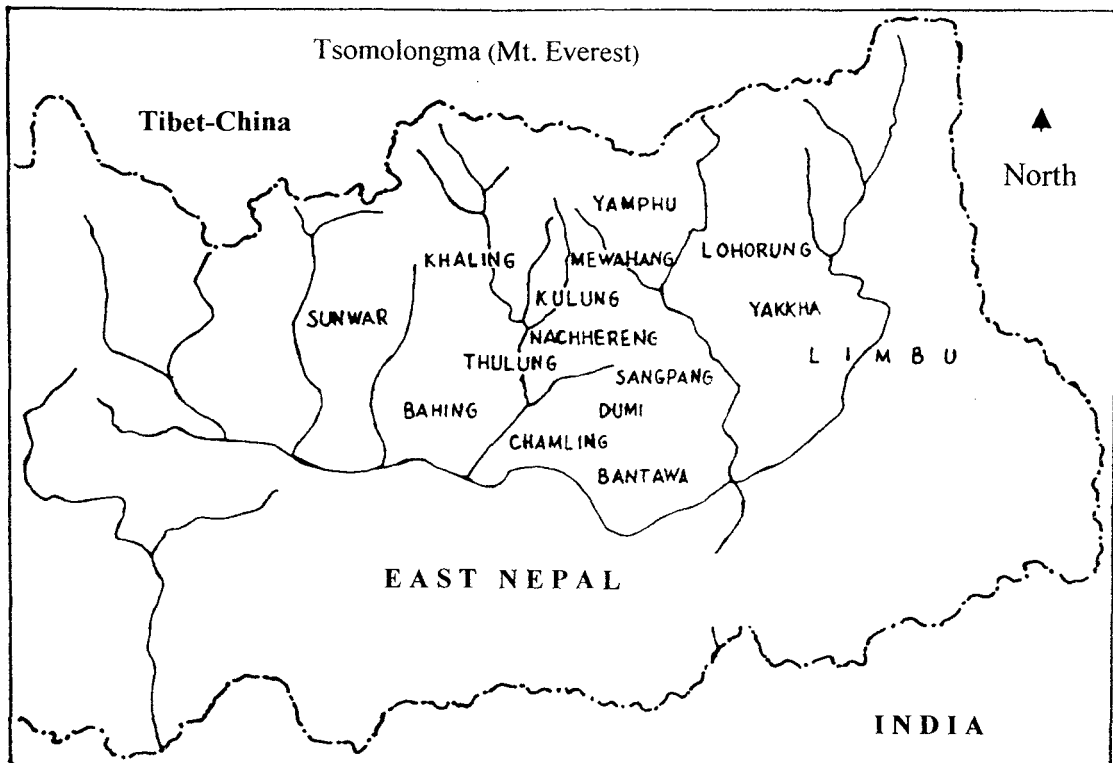 Tsomolongma (Mt. Everest)
Tibet-China
North
YAMPHU
KHALING
MEWAHANG
LOHORUNG
KULUNG
SUNWAR
YAKKHA
NACHHERENG
THULUNG
LIMBU
SANGPANG
BAHING
DUMI
CHAMLING
BANTAWA
EAST NEPAL
INDIA